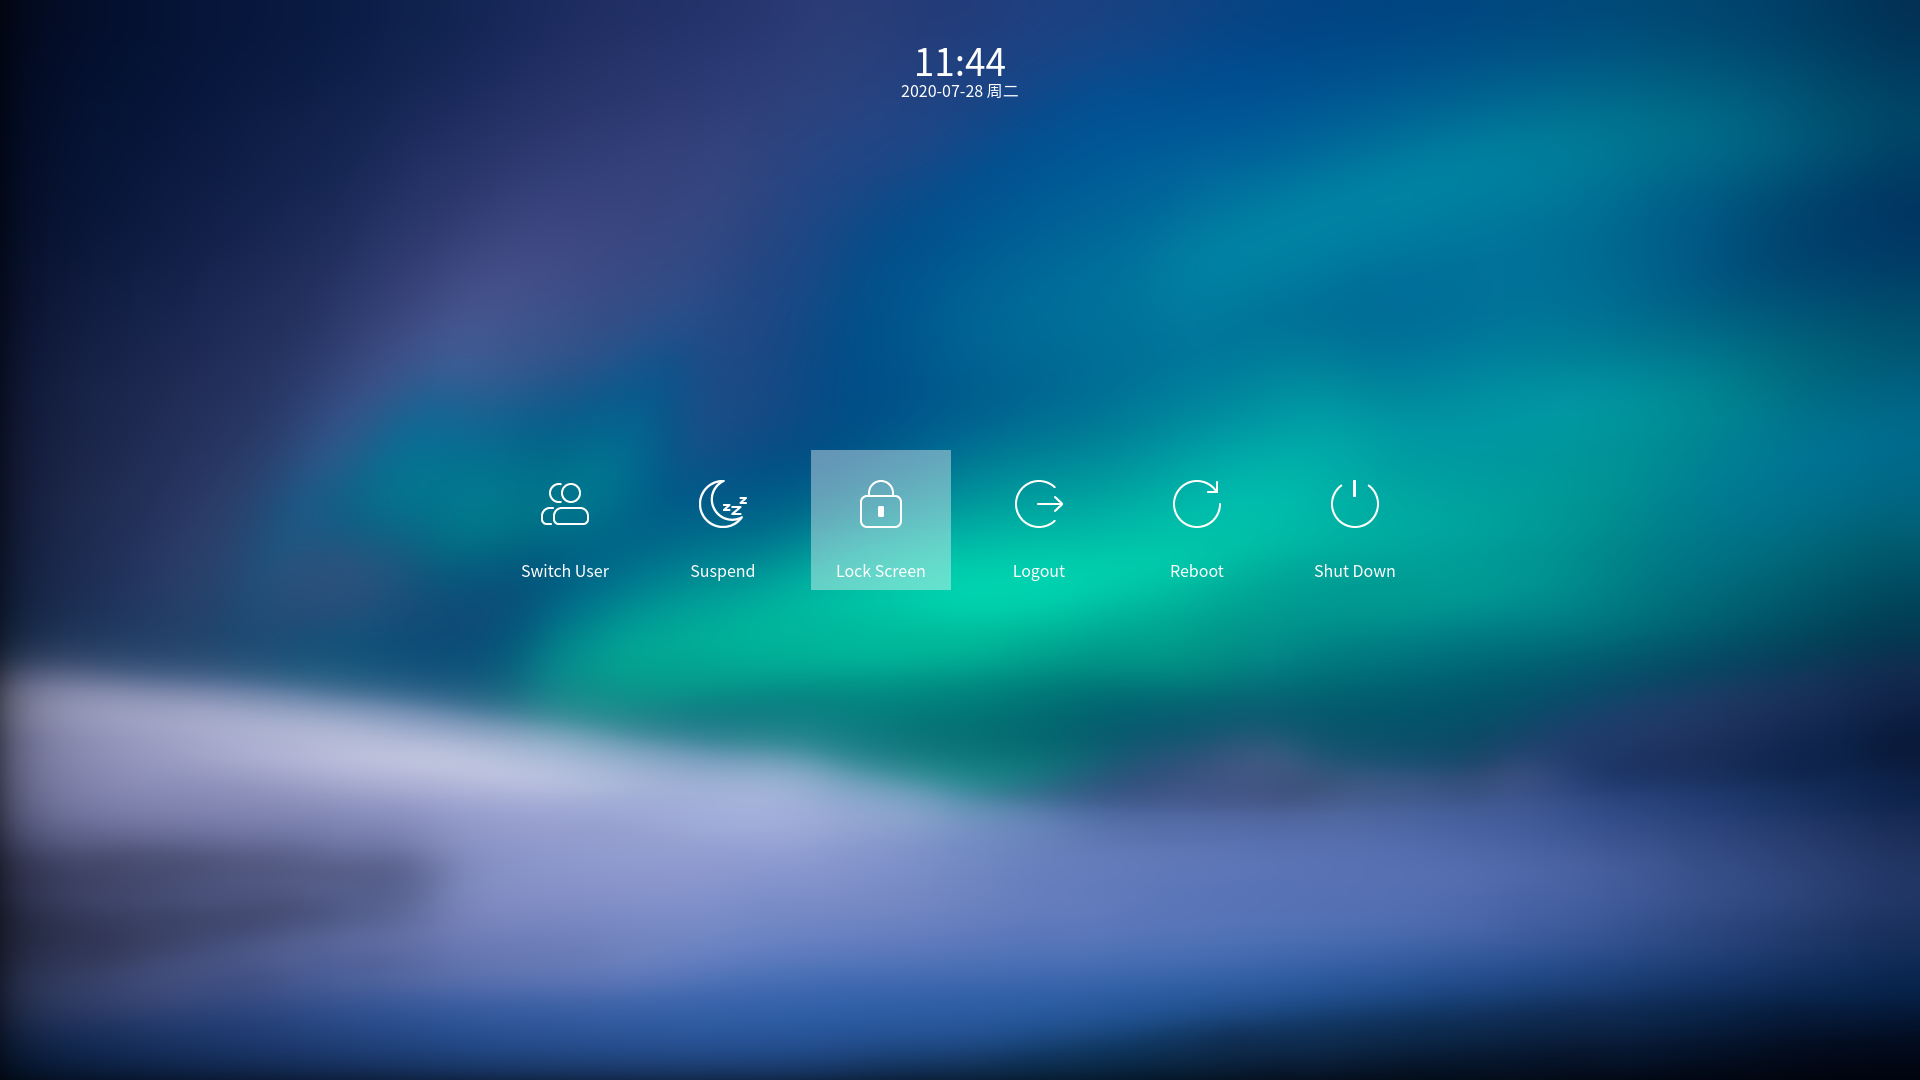 11:44
2020-07-28 周二
Switch User
Suspend
Lock Screen
Logout
Reboot
Shut Down